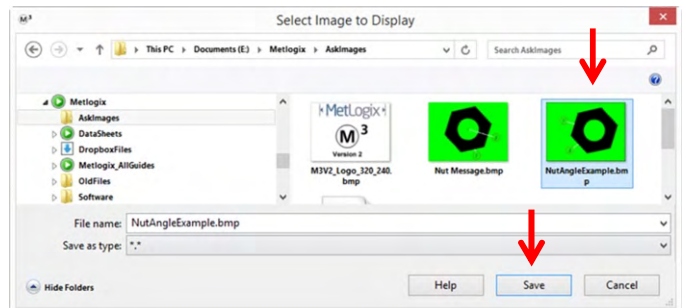 M³
Select Image to Display
This PC Documents (E:) Metlogix AskImages
Search AskImages
Metlogix
AskImages
DataSheets
DropboxFiles
Metlogix_AllGuides
OldFiles
Software
MetLogix
M³
Version 2
M3V2_Logo_320_240.
bmp
Nut Message.bmp
NutAngleExample.bm
p
File name: NutAngleExample.bmp
Save as type: *.*
Hide Folders
Help Save Cancel